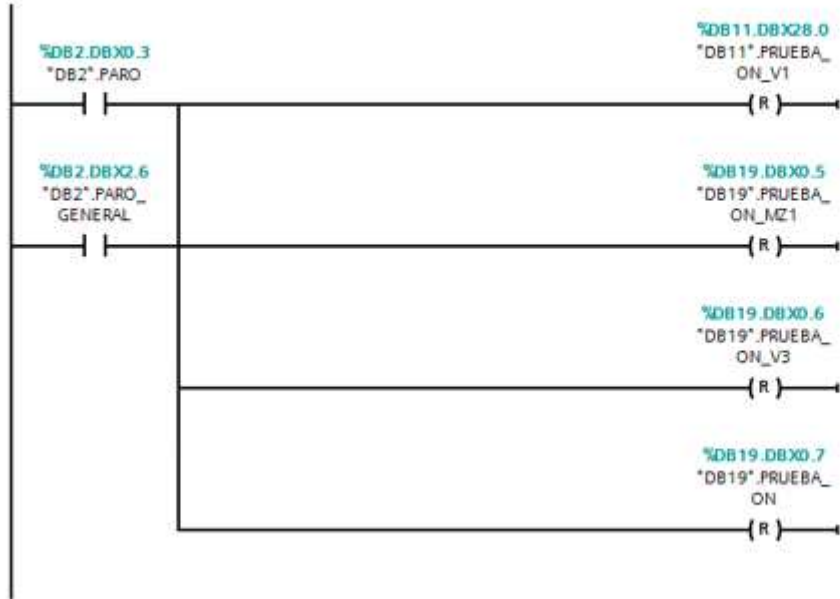 %DB2.DBX0.3
"DB2".PARO
%DB11.DBX28.0
"DB11".PRUEBA_
ON_V1
R
%DB2.DBX2.6
"DB2".PARO_
GENERAL
%DB19.DBX0.5
"DB19".PRUEBA_
ON_MZ1
R
%DB19.DBX0.6
"DB19".PRUEBA_
ON_V3
R
%DB19.DBX0.7
"DB19".PRUEBA_
ON
R